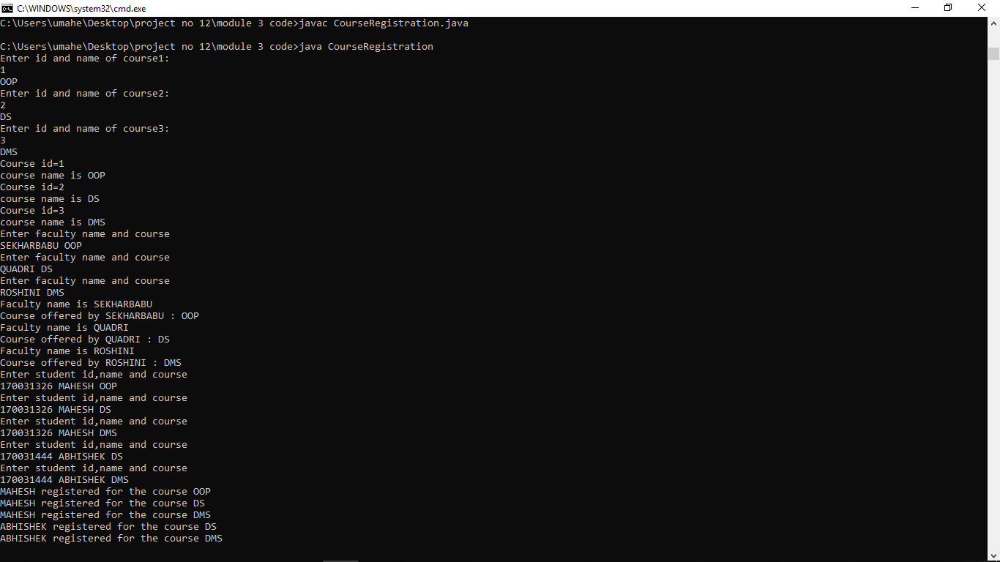 C:\WINDOWS\system32\cmd.exe
C:\Users\umahe\Desktop\project no 12\module 3 code>javac CourseRegistration.java
C:\Users\umahe\Desktop\project no 12\module 3 code>java CourseRegistration
Enter id and name of course1:
1
OOP
Enter id and name of course2:
2
DS
Enter id and name of course3:
3
DMS
Course id=1
course name is OOP
Course id=2
course name is DS
Course id=3
course name is DMS
Enter faculty name and course
SEKHARBABU OOP
Enter faculty name and course
QUADRI DS
Enter faculty name and course
ROSHINI DMS
Faculty name is SEKHARBABU
Course offered by SEKHARBABU : OOP
Faculty name is QUADRI
Course offered by QUADRI : DS
Faculty name is ROSHINI
Course offered by ROSHINI : DMS
Enter student id,name and course
170031326 MAHESH OOP
Enter student id,name and course
170031326 MAHESH DS
Enter student id,name and course
170031326 MAHESH DMS
Enter student id,name and course
170031444 ABHISHEK DS
Enter student id,name and course
170031444 ABHISHEK DMS
MAHESH registered for the course OOP
MAHESH registered for the course DS
MAHESH registered for the course DMS
ABHISHEK registered for the course DS
ABHISHEK registered for the course DMS